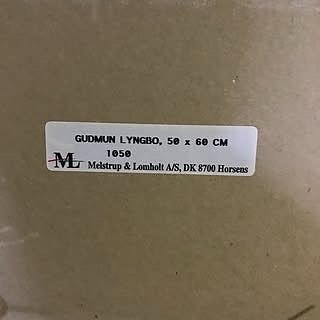 GUDMUN LYNGBO, 50 x 60 CM
1050
ML Melstrup & Lomholt A/S, DK 8700 Horsens